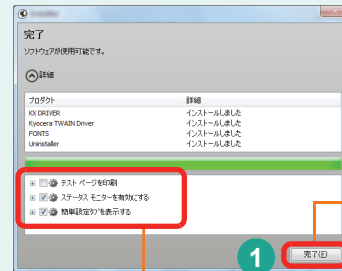 完了
ソフトウェアが使用可能です。
詳細
プロダクト 詳細
KX DRIVER インストールしました
Kyocera TWAIN Driver インストールしました
FONTS インストールしました
Uninstaller インストールしました
テスト ページを印刷
ステータス モニターを有効にする
簡単設定タブを表示する
1
完了(F)